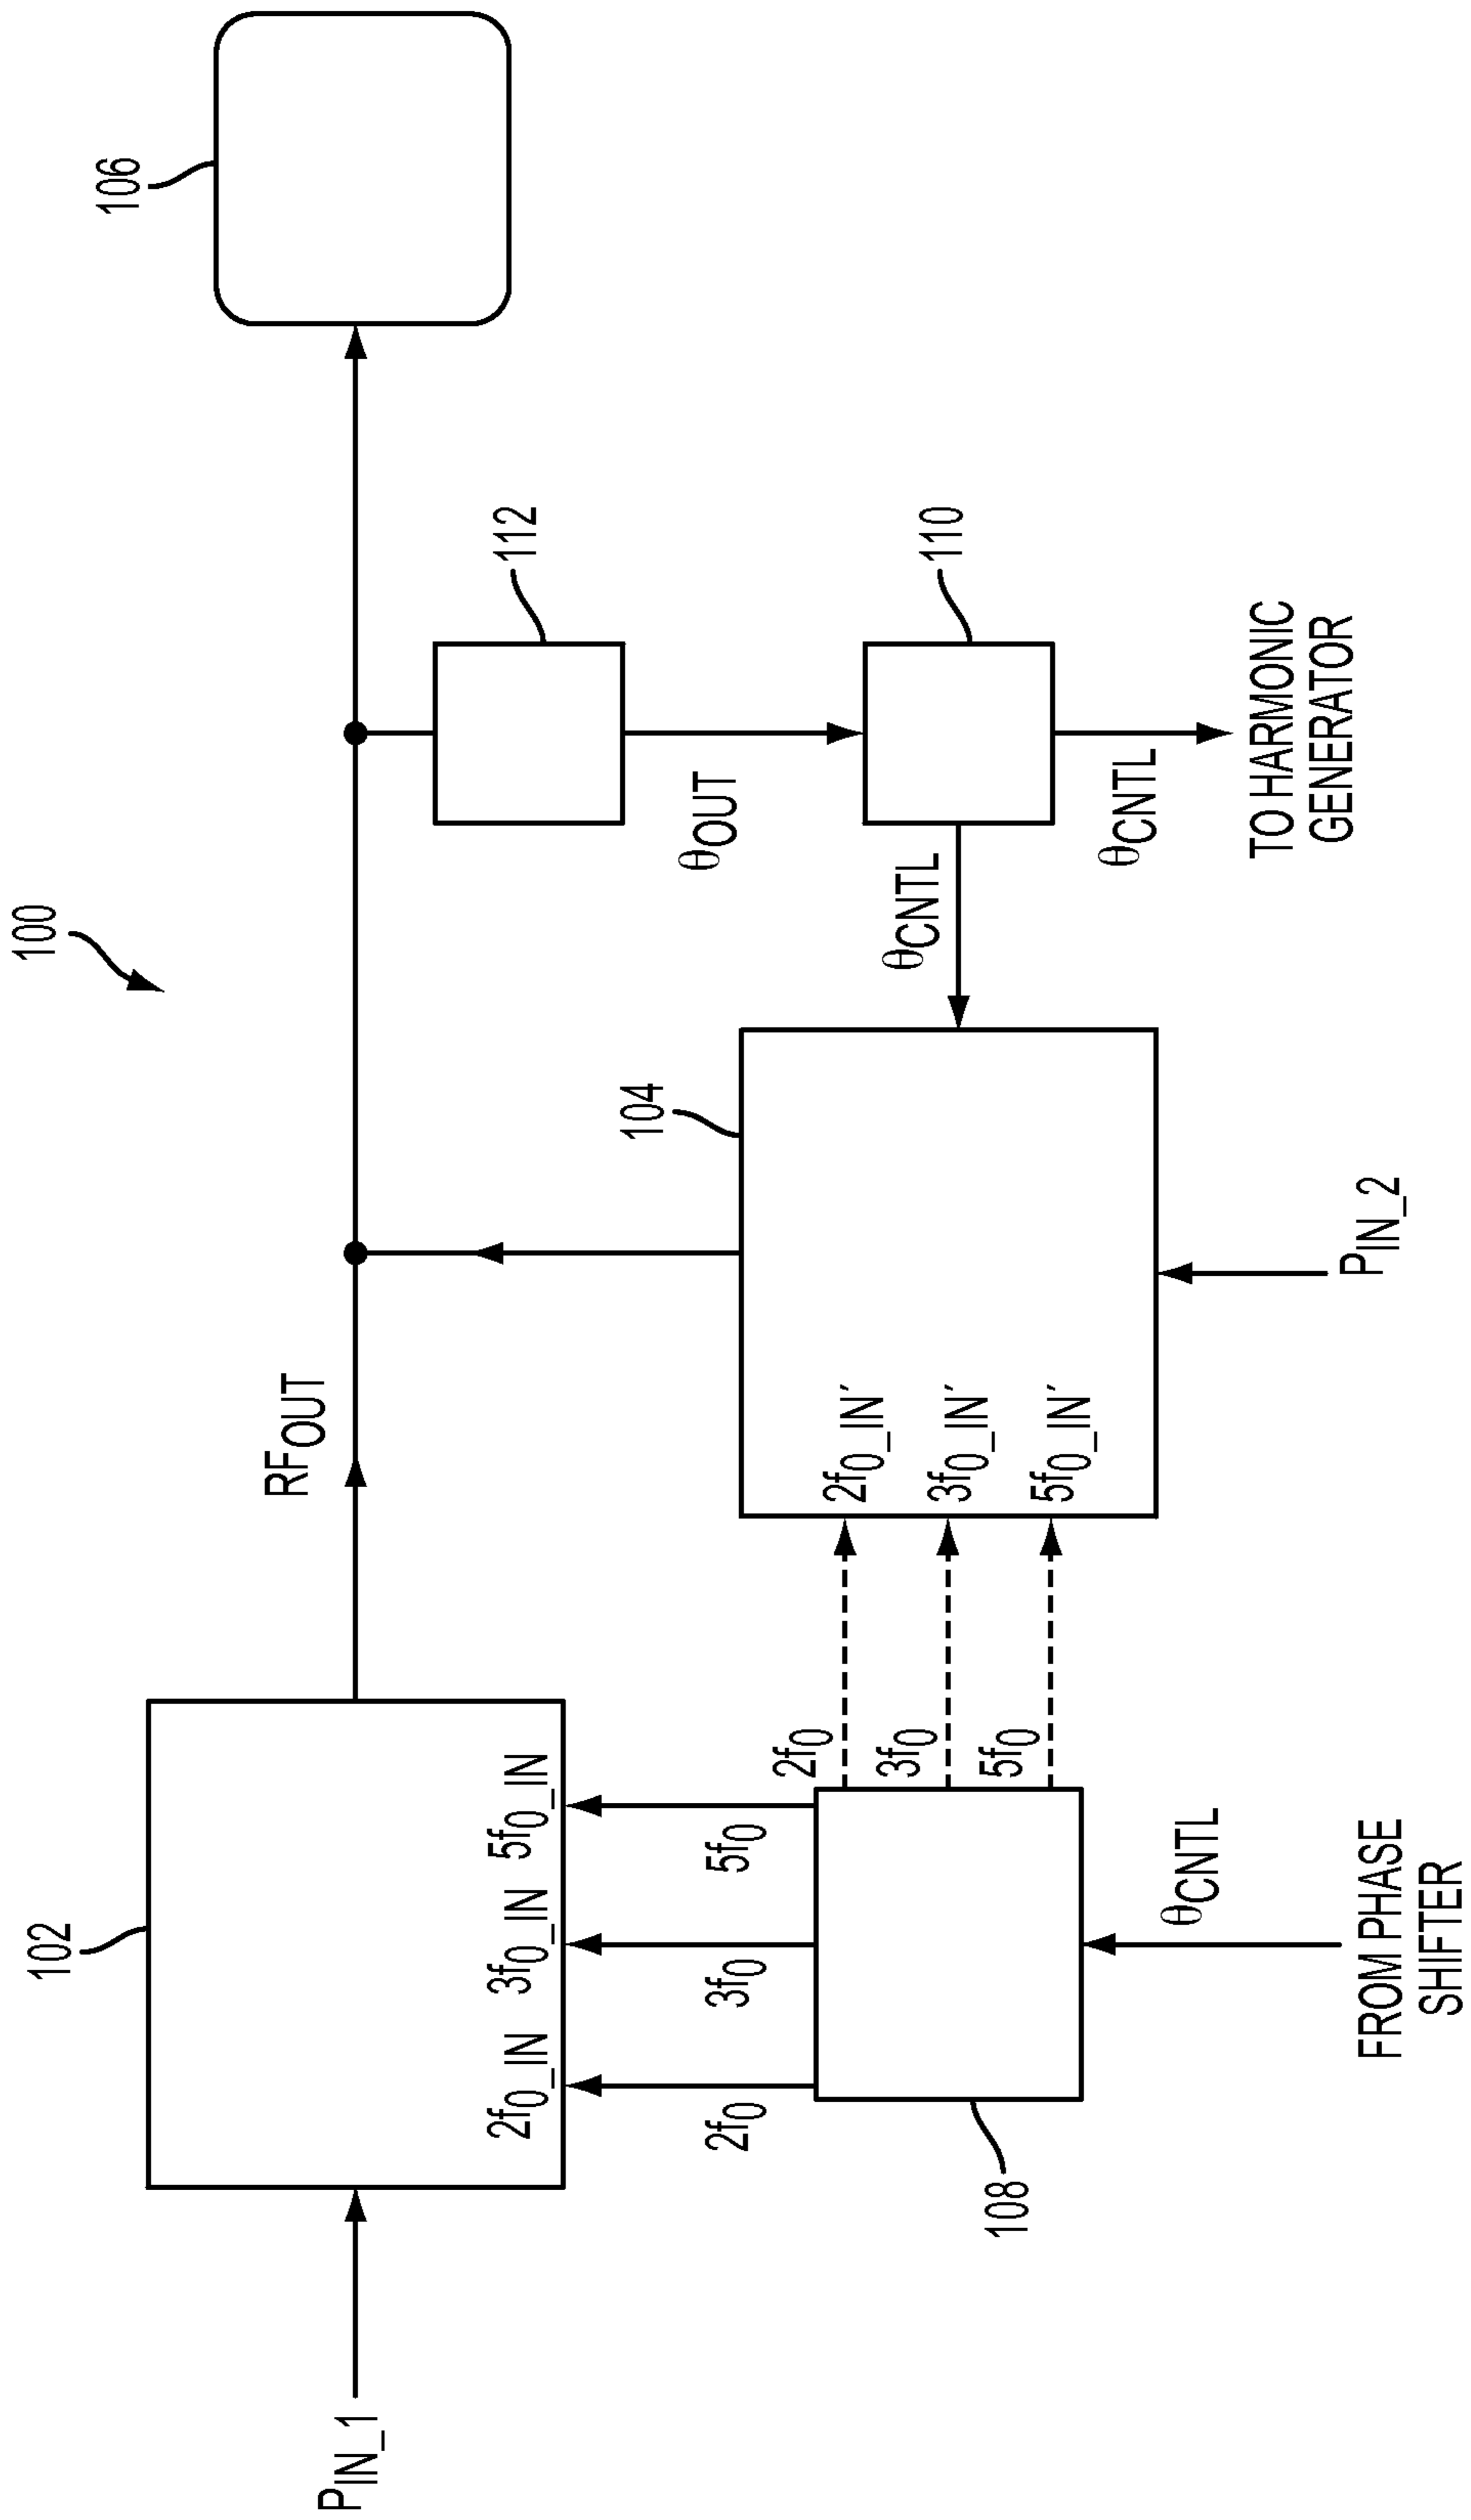 100
102
104
106
108
110
112
PIN_1
RFOUT
2f0_IN 3f0_IN 5f0_IN
2f0
3f0
5f0
2f0
3f0
5f0
2f0_IN′
3f0_IN′
5f0_IN′
θOUT
θCNTL
θCNTL
θCNTL
PIN_2
FROM PHASE
SHIFTER
TO HARMONIC
GENERATOR